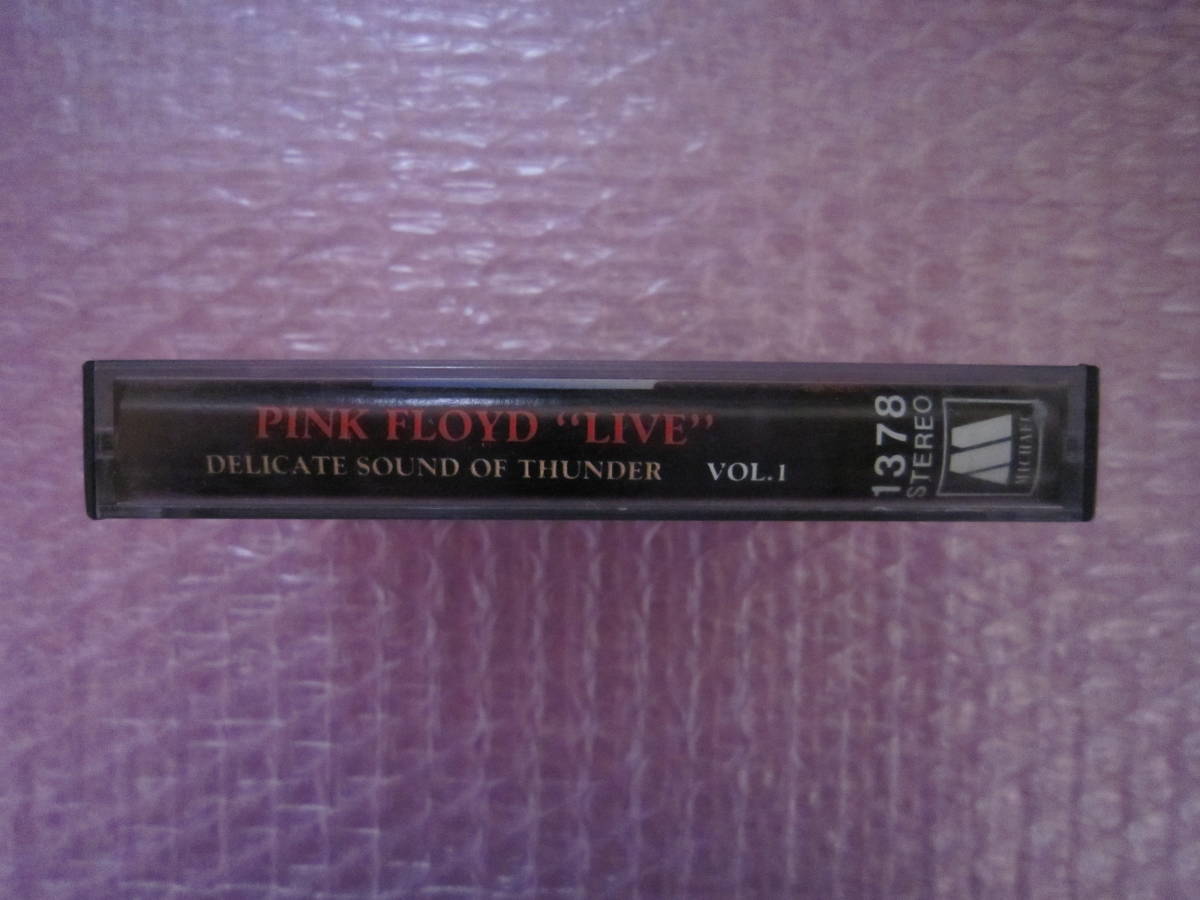 PINK FLOYD “LIVE”
DELICATE SOUND OF THUNDER VOL.1
1378
STEREO
MICHAEL